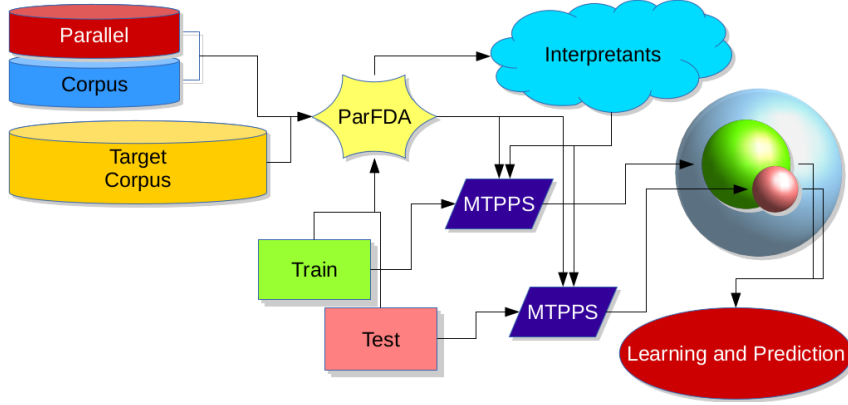 Parallel
Corpus
Target
Corpus
ParFDA
Interpretants
MTPPS
Train
MTPPS
Test
Learning and Prediction